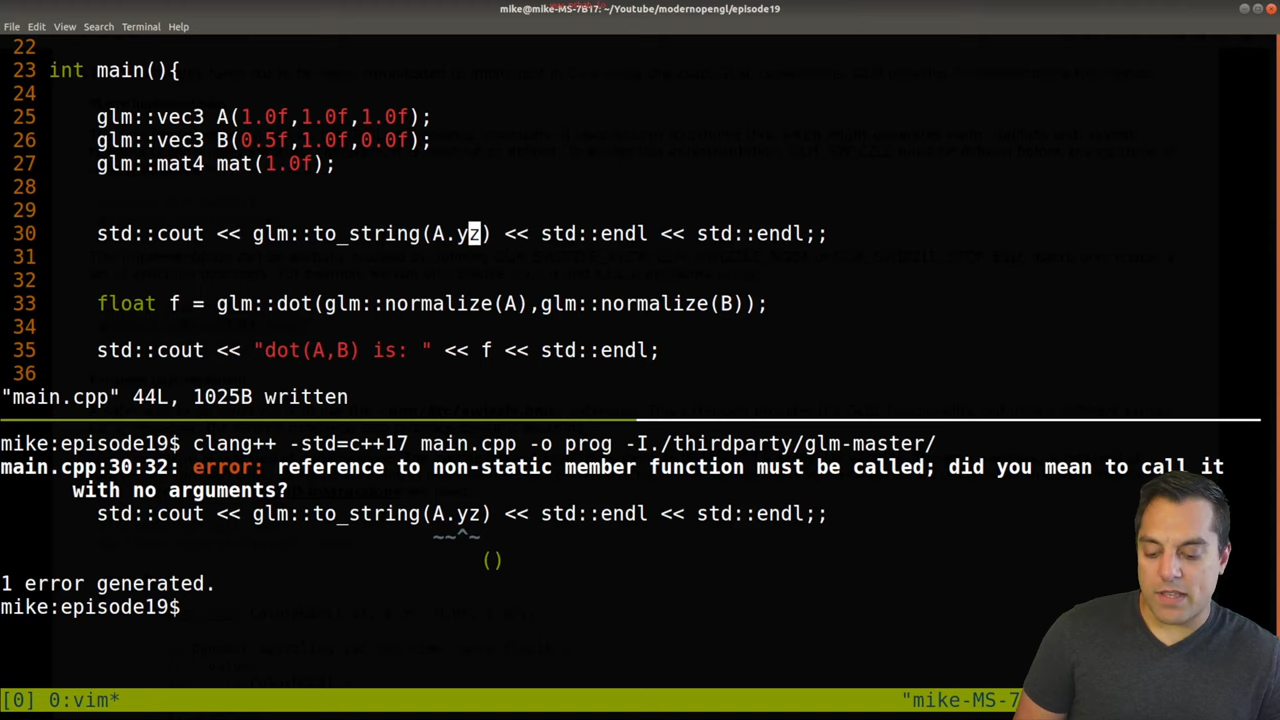 mike@mike-MS-7B17: ~/Youtube/modernopengl/episode19
File Edit View Search Terminal Help
22
23 int main(){
24
25     glm::vec3 A(1.0f,1.0f,1.0f);
26     glm::vec3 B(0.5f,1.0f,0.0f);
27     glm::mat4 mat(1.0f);
28
29
30     std::cout << glm::to_string(A.yz) << std::endl << std::endl;;
31
32
33     float f = glm::dot(glm::normalize(A),glm::normalize(B));
34
35     std::cout << "dot(A,B) is: " << f << std::endl;
36
"main.cpp" 44L, 1025B written
mike:episode19$ clang++ -std=c++17 main.cpp -o prog -I./thirdparty/glm-master/
main.cpp:30:32: error: reference to non-static member function must be called; did you mean to call it
with no arguments?
std::cout << glm::to_string(A.yz) << std::endl << std::endl;;
~~^~
()
1 error generated.
mike:episode19$
[0] 0:vim* "mike-MS-7